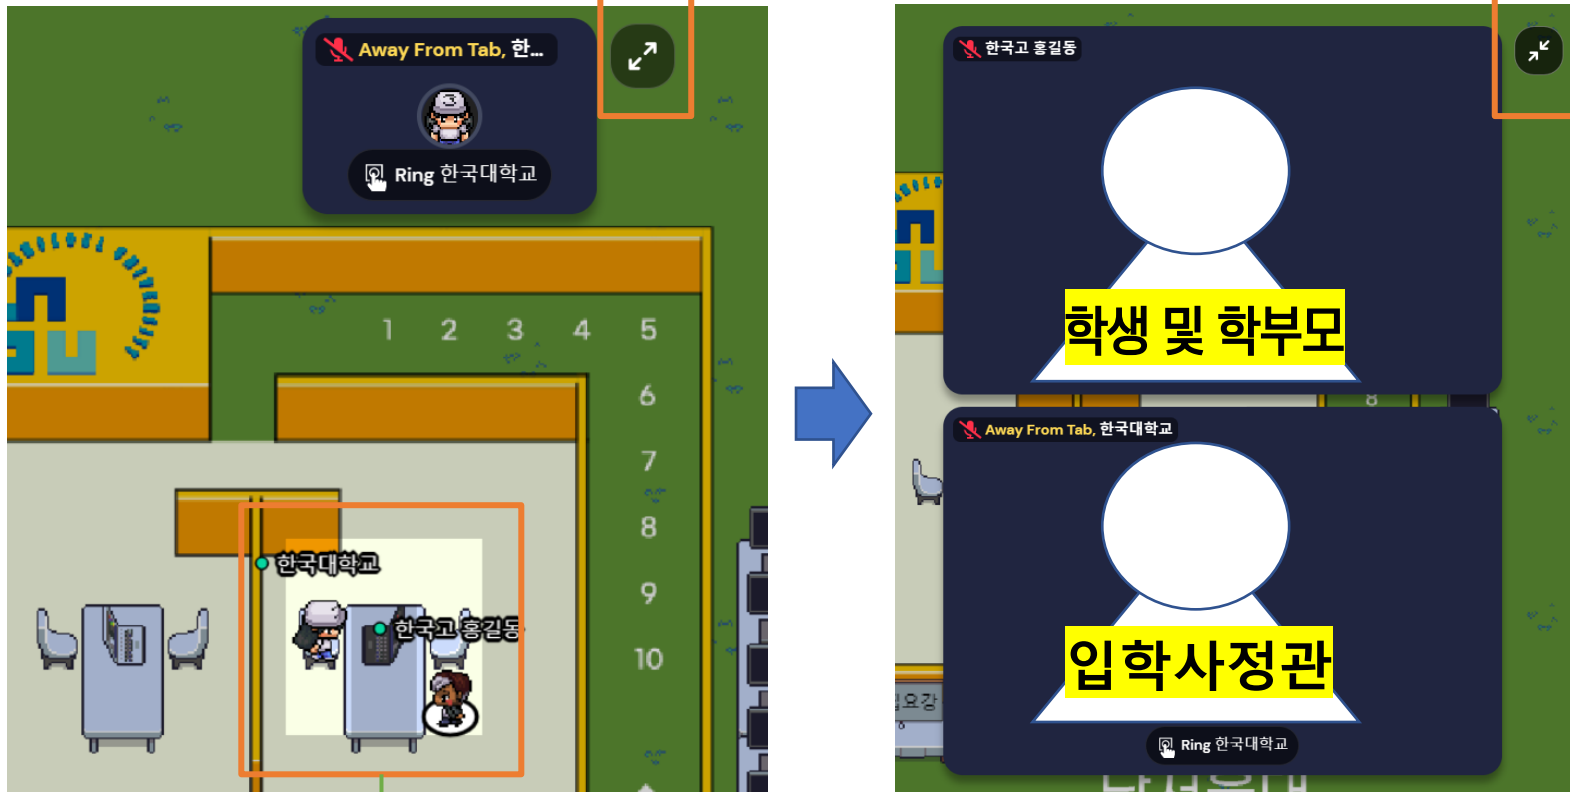 Away From Tab, 한...
Ring 한국대학교
1 2 3 4 5
6
7
8
9
10
한국대학교
한국고 홍길동
한국고 홍길동
학생 및 학부모
8
Away From Tab, 한국대학교
입학사정관
요강
Ring 한국대학교